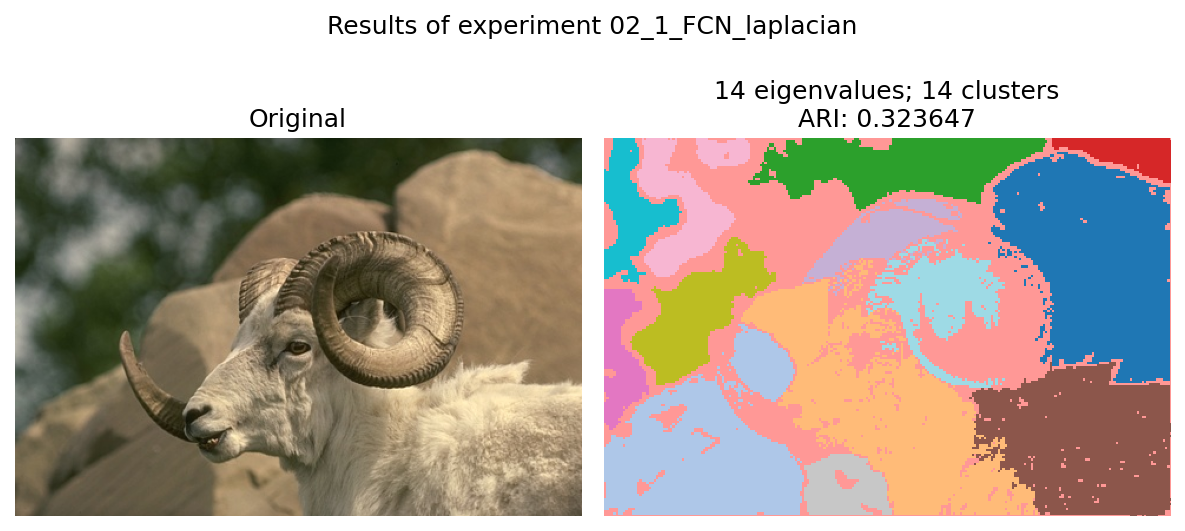 Results of experiment 02_1_FCN_laplacian
Original
14 eigenvalues; 14 clusters
ARI: 0.323647